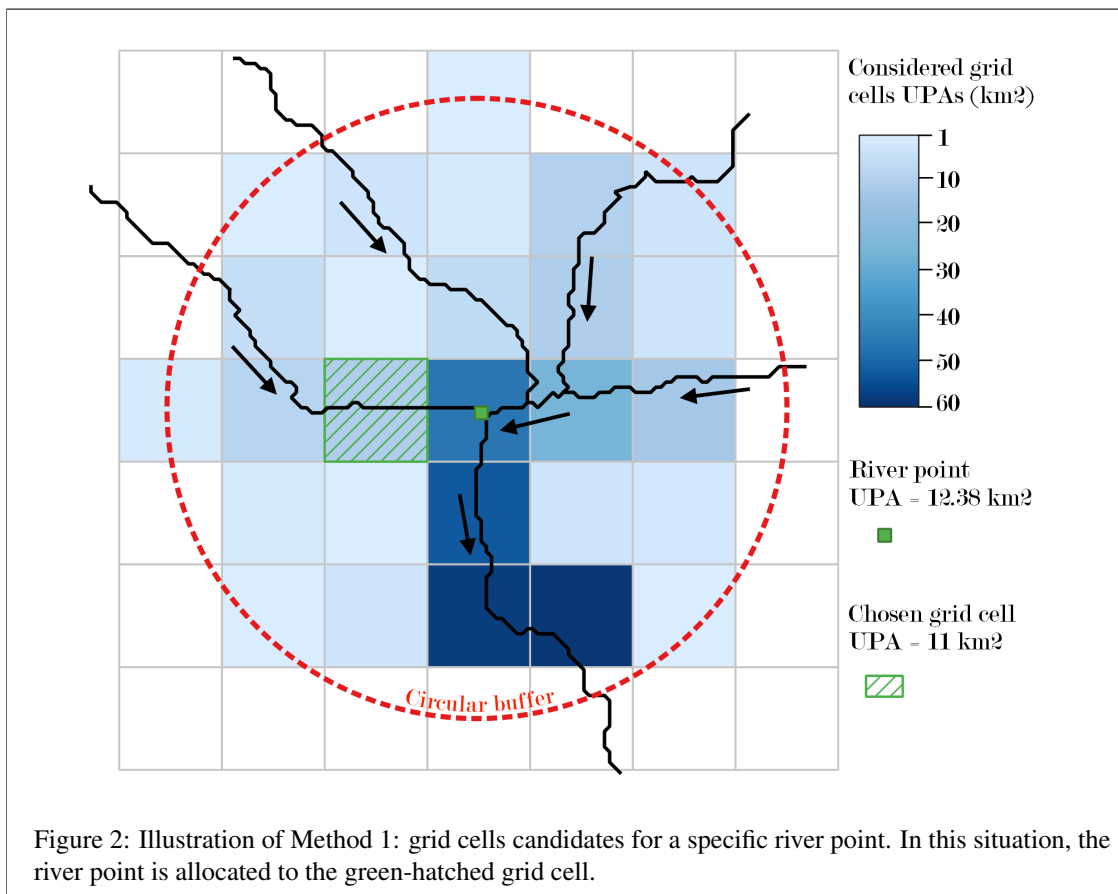 Considered grid
cells UPAs (km2)
1
10
20
30
40
50
60
River point
UPA = 12.38 km2
Chosen grid cell
UPA = 11 km2
Circular buffer
Figure 2: Illustration of Method 1: grid cells candidates for a specific river point. In this situation, the
river point is allocated to the green-hatched grid cell.